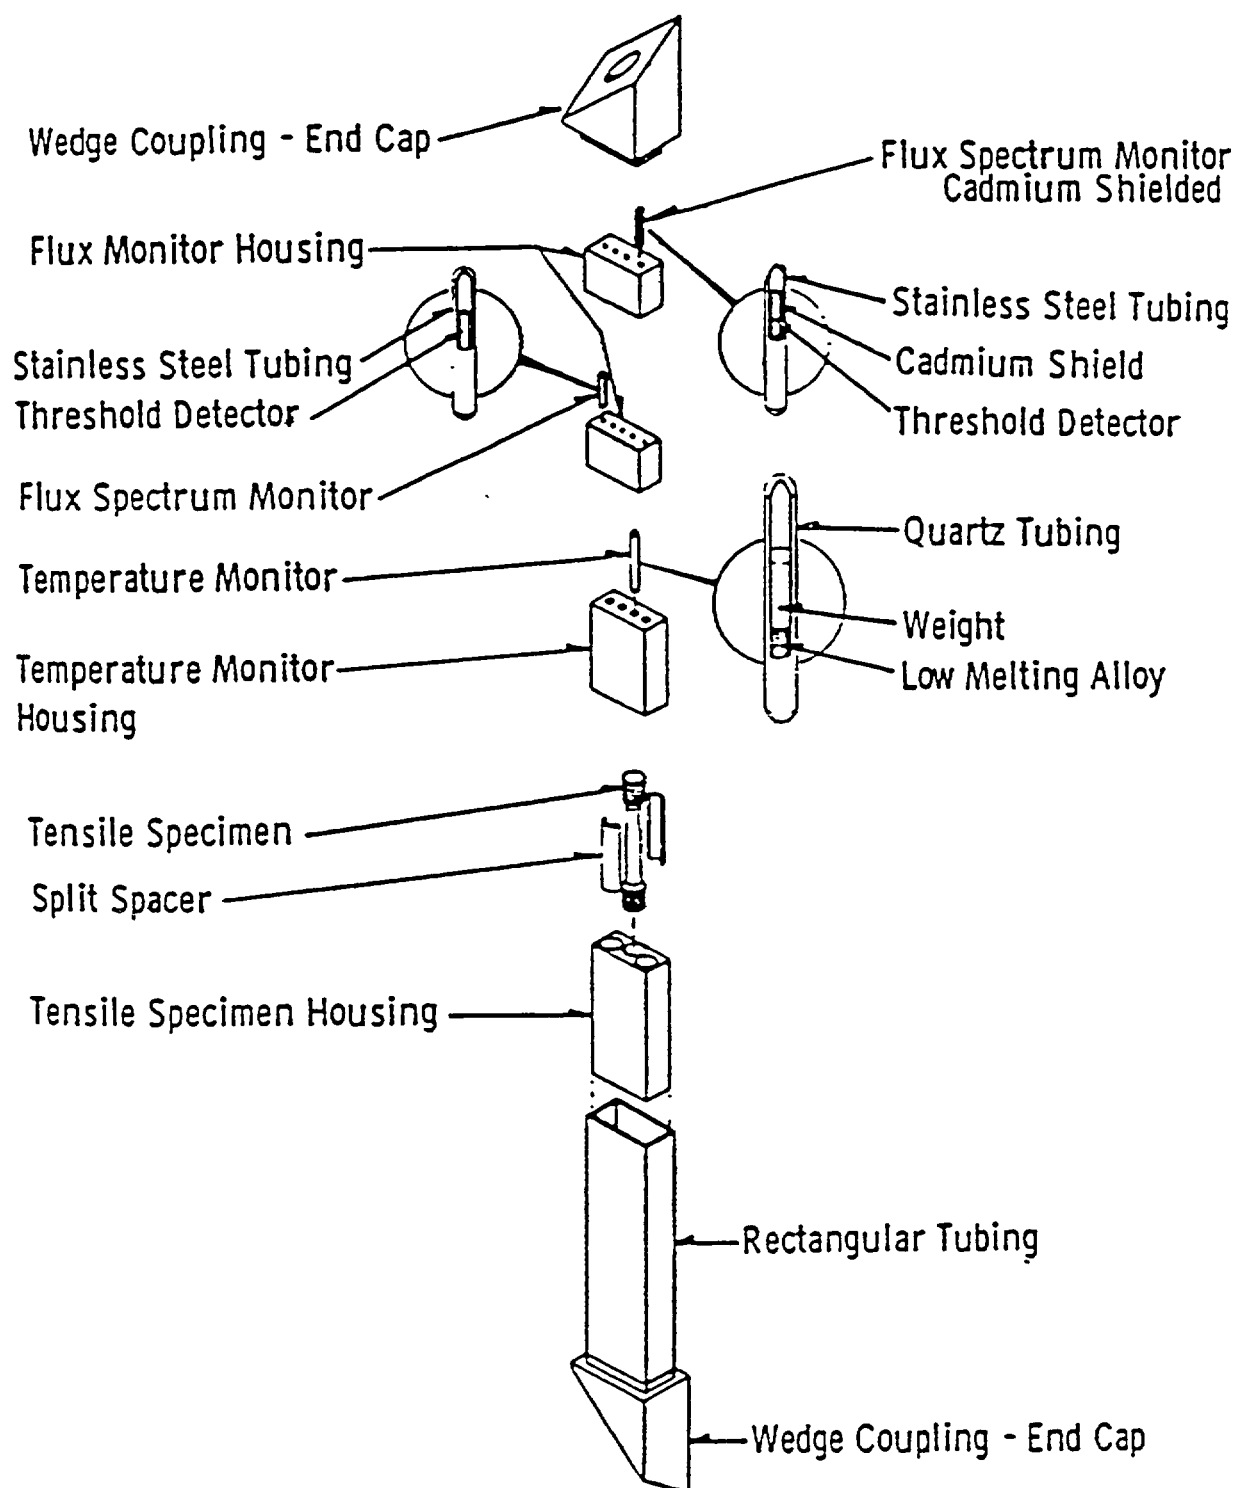 Wedge Coupling - End Cap
Flux Spectrum Monitor
Cadmium Shielded
Flux Monitor Housing
Stainless Steel Tubing
Stainless Steel Tubing
Cadmium Shield
Threshold Detector
Threshold Detector
Flux Spectrum Monitor
Quartz Tubing
Temperature Monitor
Weight
Temperature Monitor
Housing
Low Melting Alloy
Tensile Specimen
Split Spacer
Tensile Specimen Housing
Rectangular Tubing
Wedge Coupling - End Cap